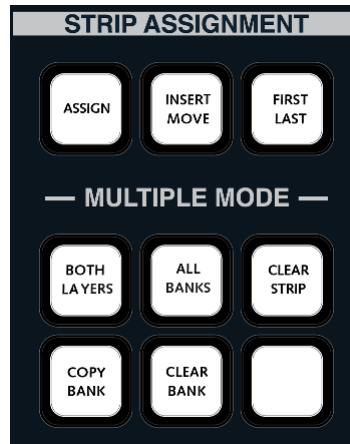 STRIP ASSIGNMENT
ASSIGN
INSERT
MOVE
FIRST
LAST
MULTIPLE MODE
BOTH
LAYERS
ALL
BANKS
CLEAR
STRIP
COPY
BANK
CLEAR
BANK